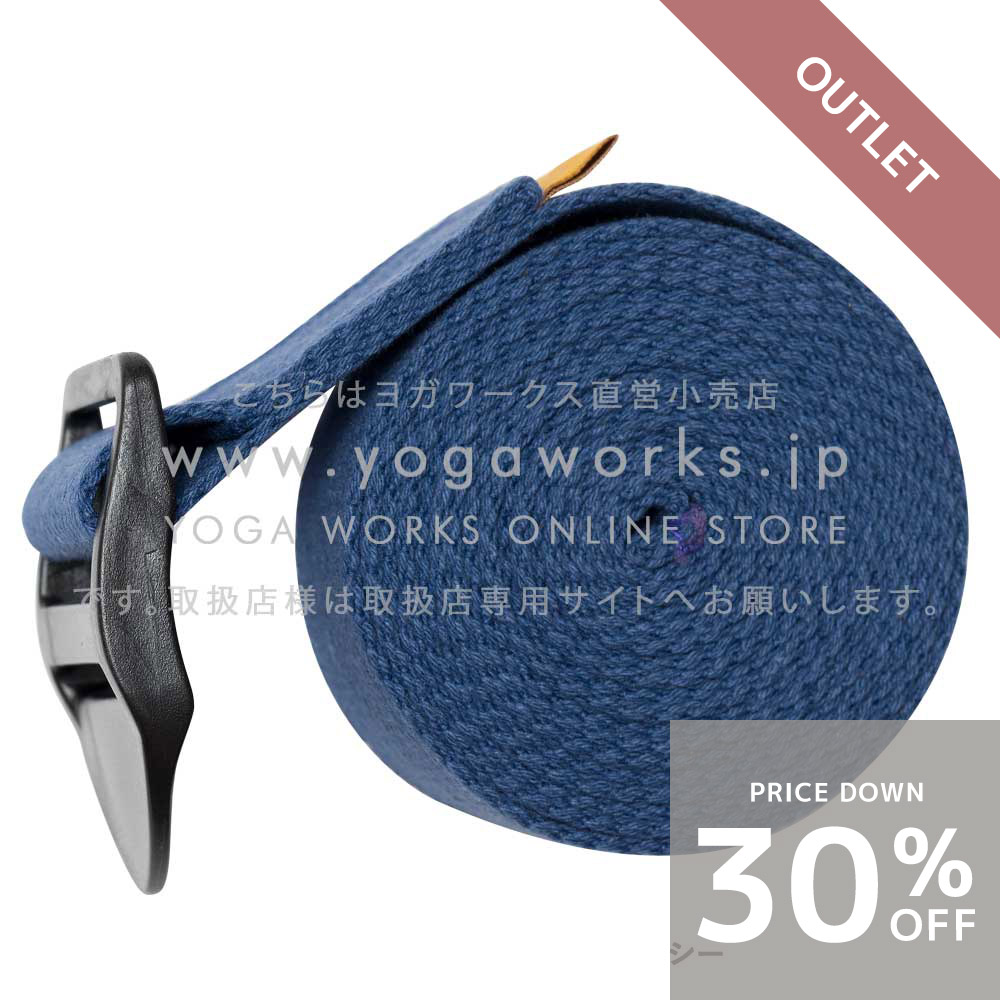 OUTLET
こちらはヨガワークス直営小売店
www.yogaworks.jp
YOGA WORKS ONLINE STORE
です。取扱店様は取扱店専用サイトへお願いします。
PRICE DOWN
30%
OFF
シー